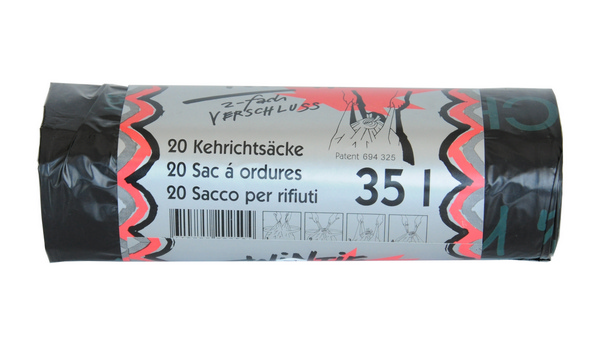 2-fach
VERSCHLUSS
20 Kehrichtsäcke
20 Sac á ordures
20 Sacco per rifiuti
Patent 694 325
35 l